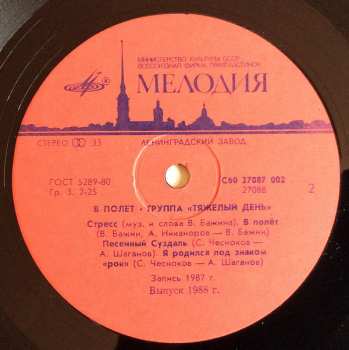 МИНИСТЕРСТВО КУЛЬТУРЫ СССР
ВСЕСОЮЗНАЯ ФИРМА ГРАМПЛАСТИНОК
МЕЛОДИЯ
СТЕРЕО 33
ЛЕНИНГРАДСКИЙ ЗАВОД
ГОСТ 5289-80
Гр. 3. 2-25
С60 27087 002
27088
2
В ПОЛЕТ • ГРУППА «ТЯЖЕЛЫЙ ДЕНЬ»
Стресс (муз. и слова В. Бажина). В полёт
(В. Бажин, А. Никаноров — В. Бажин)
Песенный Суздаль (С. Чесноков —
А. Шаганов). Я родился под знаком
«рок» (С. Чесноков — А. Шаганов)
Запись 1987 г.
Выпуск 1988 г.